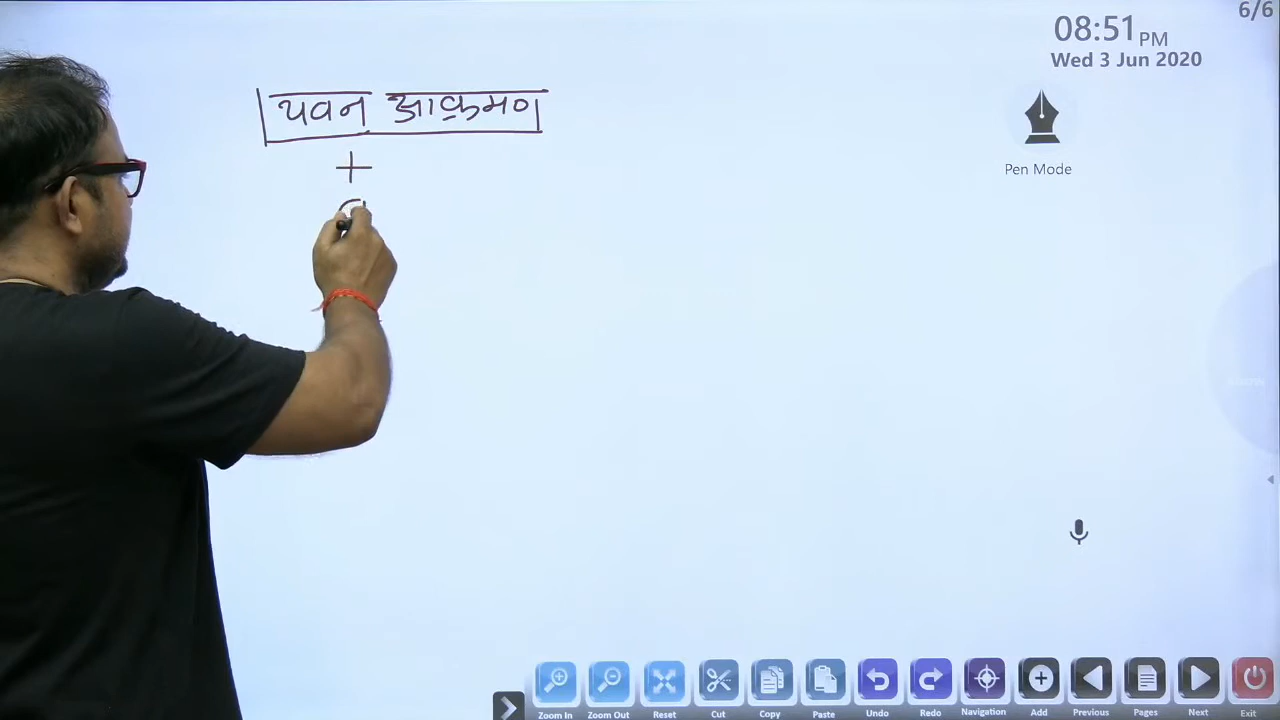 6/6
08:51 PM
Wed 3 Jun 2020
यवन आक्रमण
+
Pen Mode
Zoom In Zoom Out Reset Cut Copy Paste Undo Redo Navigation Add Previous Pages Next Exit